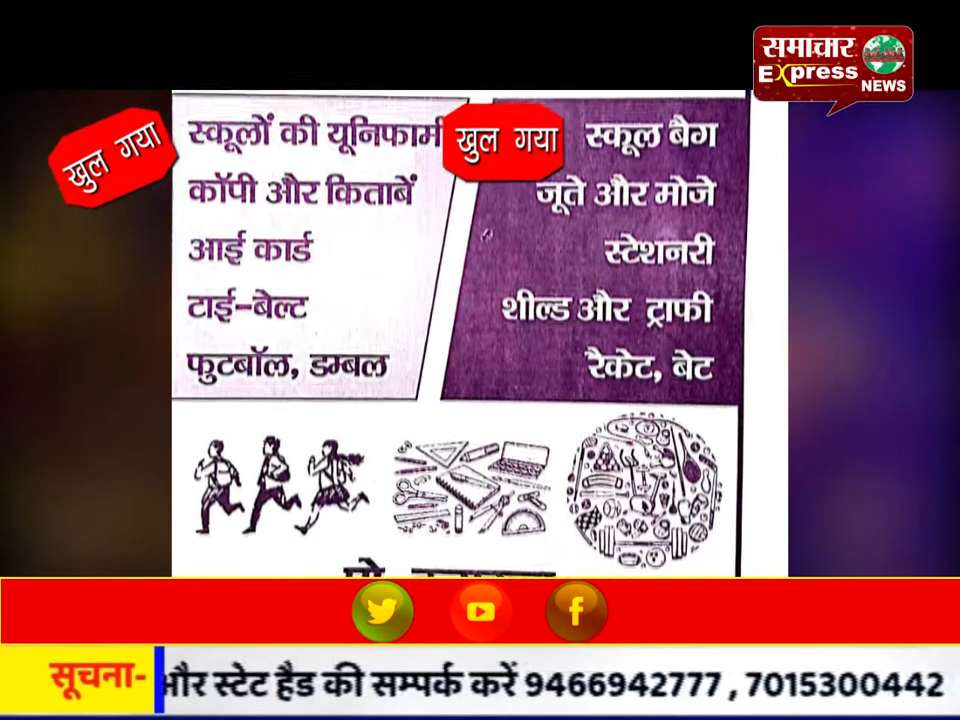 समाचार
Express
NEWS
खुल गया
स्कूलों की यूनिफार्म
कॉपी और किताबें
आई कार्ड
टाई-बेल्ट
फुटबॉल, डम्बल
खुल गया
स्कूल बैग
जूते और मोजे
स्टेशनरी
शील्ड और ट्राफी
रैकेट, बेट
सूचना- और स्टेट हैड की सम्पर्क करें 9466942777 , 7015300442